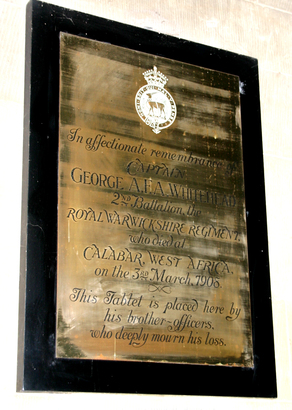 In affectionate remembrance of
CAPTAIN
GEORGE A.F.A. WHITEHEAD
2ND Battalion, the
ROYAL WARWICKSHIRE REGIMENT,
who died at
CALABAR, WEST AFRICA,
on the 3RD March, 1906.
This Tablet is placed here by
his brother-officers,
who deeply mourn his loss.